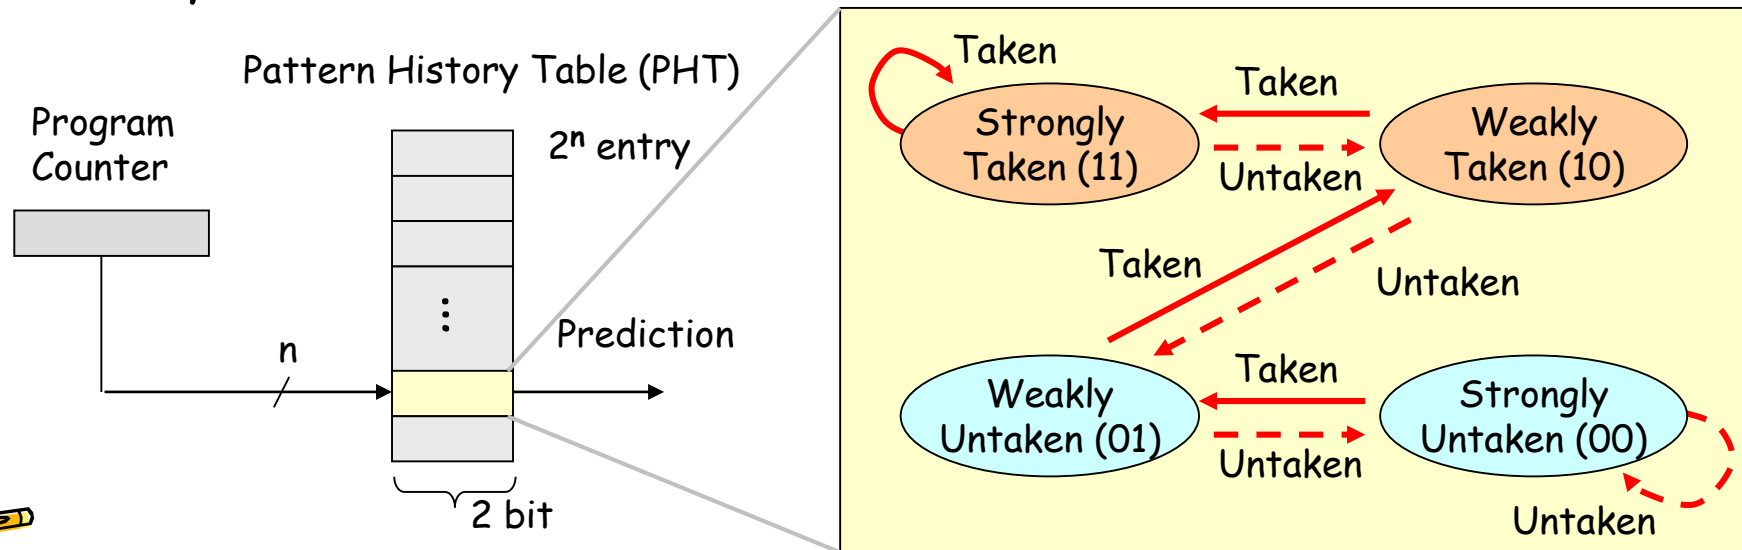 Pattern History Table (PHT)
Program
Counter
2ⁿ entry
n
Prediction
2 bit
Taken
Strongly
Taken (11)
Taken
Untaken
Weakly
Taken (10)
Taken
Untaken
Weakly
Untaken (01)
Taken
Untaken
Strongly
Untaken (00)
Untaken